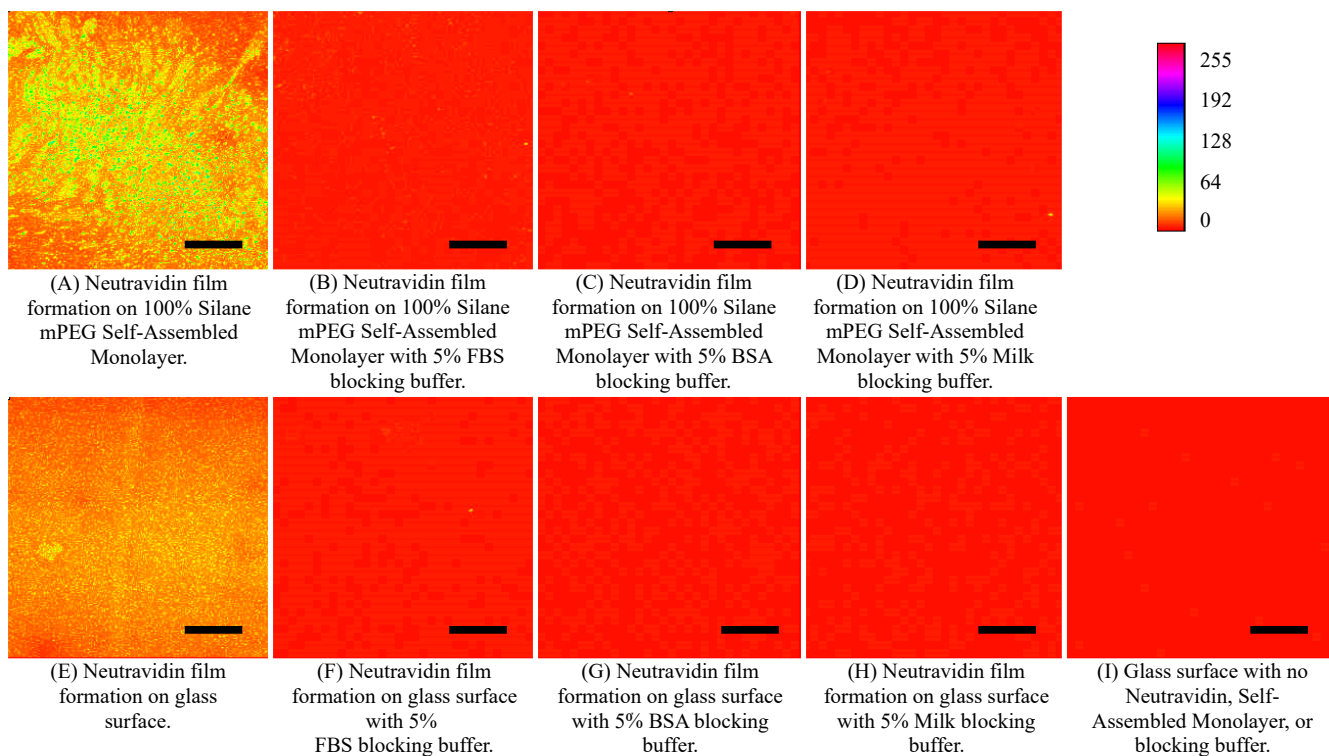 255
192
128
64
0
(A) Neutravidin film
formation on 100% Silane
mPEG Self-Assembled
Monolayer.
(B) Neutravidin film
formation on 100% Silane
mPEG Self-Assembled
Monolayer with 5% FBS
blocking buffer.
(C) Neutravidin film
formation on 100% Silane
mPEG Self-Assembled
Monolayer with 5% BSA
blocking buffer.
(D) Neutravidin film
formation on 100% Silane
mPEG Self-Assembled
Monolayer with 5% Milk
blocking buffer.
(E) Neutravidin film
formation on glass
surface.
(F) Neutravidin film
formation on glass surface
with 5%
FBS blocking buffer.
(G) Neutravidin film
formation on glass surface
with 5% BSA blocking
buffer.
(H) Neutravidin film
formation on glass surface
with 5% Milk blocking
buffer.
(I) Glass surface with no
Neutravidin, Self-
Assembled Monolayer, or
blocking buffer.